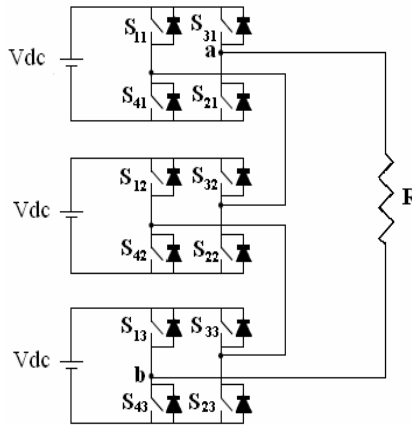 S11 S31
Vdc a
S41 S21
S12 S32
Vdc R
S42 S22
S13 S33
Vdc b
S43 S23